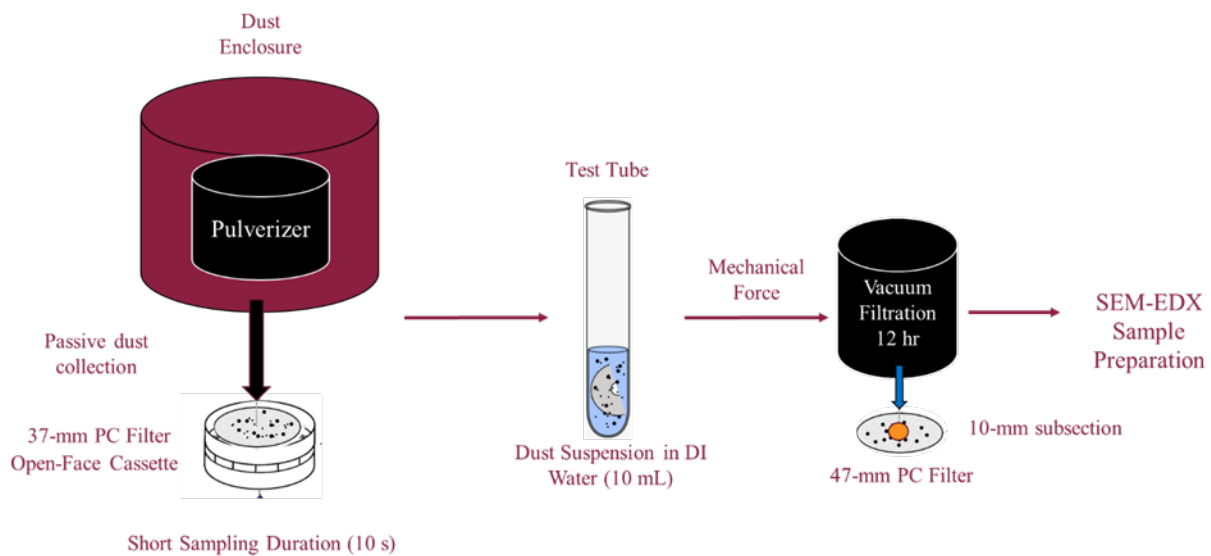 Dust
Enclosure
Pulverizer
Passive dust
collection
37-mm PC Filter
Open-Face Cassette
Short Sampling Duration (10 s)
Test Tube
Dust Suspension in DI
Water (10 mL)
Mechanical
Force
Vacuum
Filtration
12 hr
10-mm subsection
47-mm PC Filter
SEM-EDX
Sample
Preparation